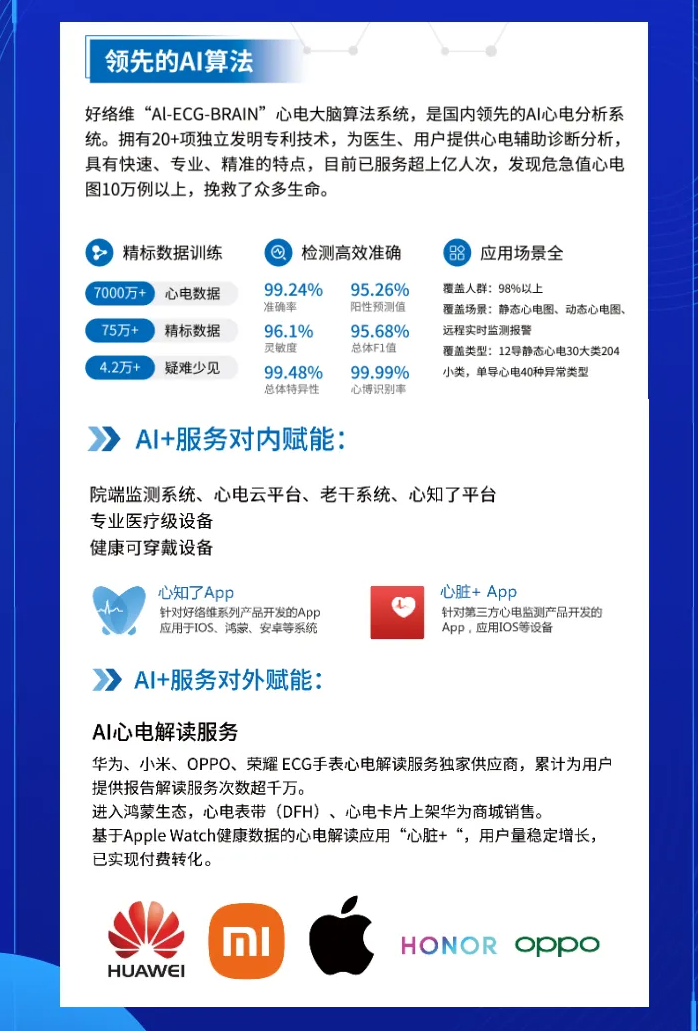 领先的AI算法
好络维“Al-ECG-BRAIN”心电大脑算法系统，是国内领先的AI心电分析系
统。拥有20+项独立发明专利技术，为医生、用户提供心电辅助诊断分析，
具有快速、专业、精准的特点，目前已服务超上亿人次，发现危急值心电
图10万例以上，挽救了众多生命。
精标数据训练
7000万+ 心电数据
75万+ 精标数据
4.2万+ 疑难少见
检测高效准确
99.24% 95.26%
准确率 阳性预测值
96.1% 95.68%
灵敏度 总体F1值
99.48% 99.99%
总体特异性 心博识别率
应用场景全
覆盖人群：98%以上
覆盖场景：静态心电图、动态心电图、
远程实时监测报警
覆盖类型：12导静态心电30大类204
小类，单导心电40种异常类型
AI+服务对内赋能：
院端监测系统、心电云平台、老干系统、心知了平台
专业医疗级设备
健康可穿戴设备
心知了App
针对好络维系列产品开发的App
应用于IOS、鸿蒙、安卓等系统
心脏+ App
针对第三方心电监测产品开发的
App，应用IOS等设备
AI+服务对外赋能：
AI心电解读服务
华为、小米、OPPO、荣耀 ECG手表心电解读服务独家供应商，累计为用户
提供报告解读服务次数超千万。
进入鸿蒙生态，心电表带（DFH）、心电卡片上架华为商城销售。
基于Apple Watch健康数据的心电解读应用“心脏+“，用户量稳定增长，
已实现付费转化。
HUAWEI
mi
HONOR
oppo